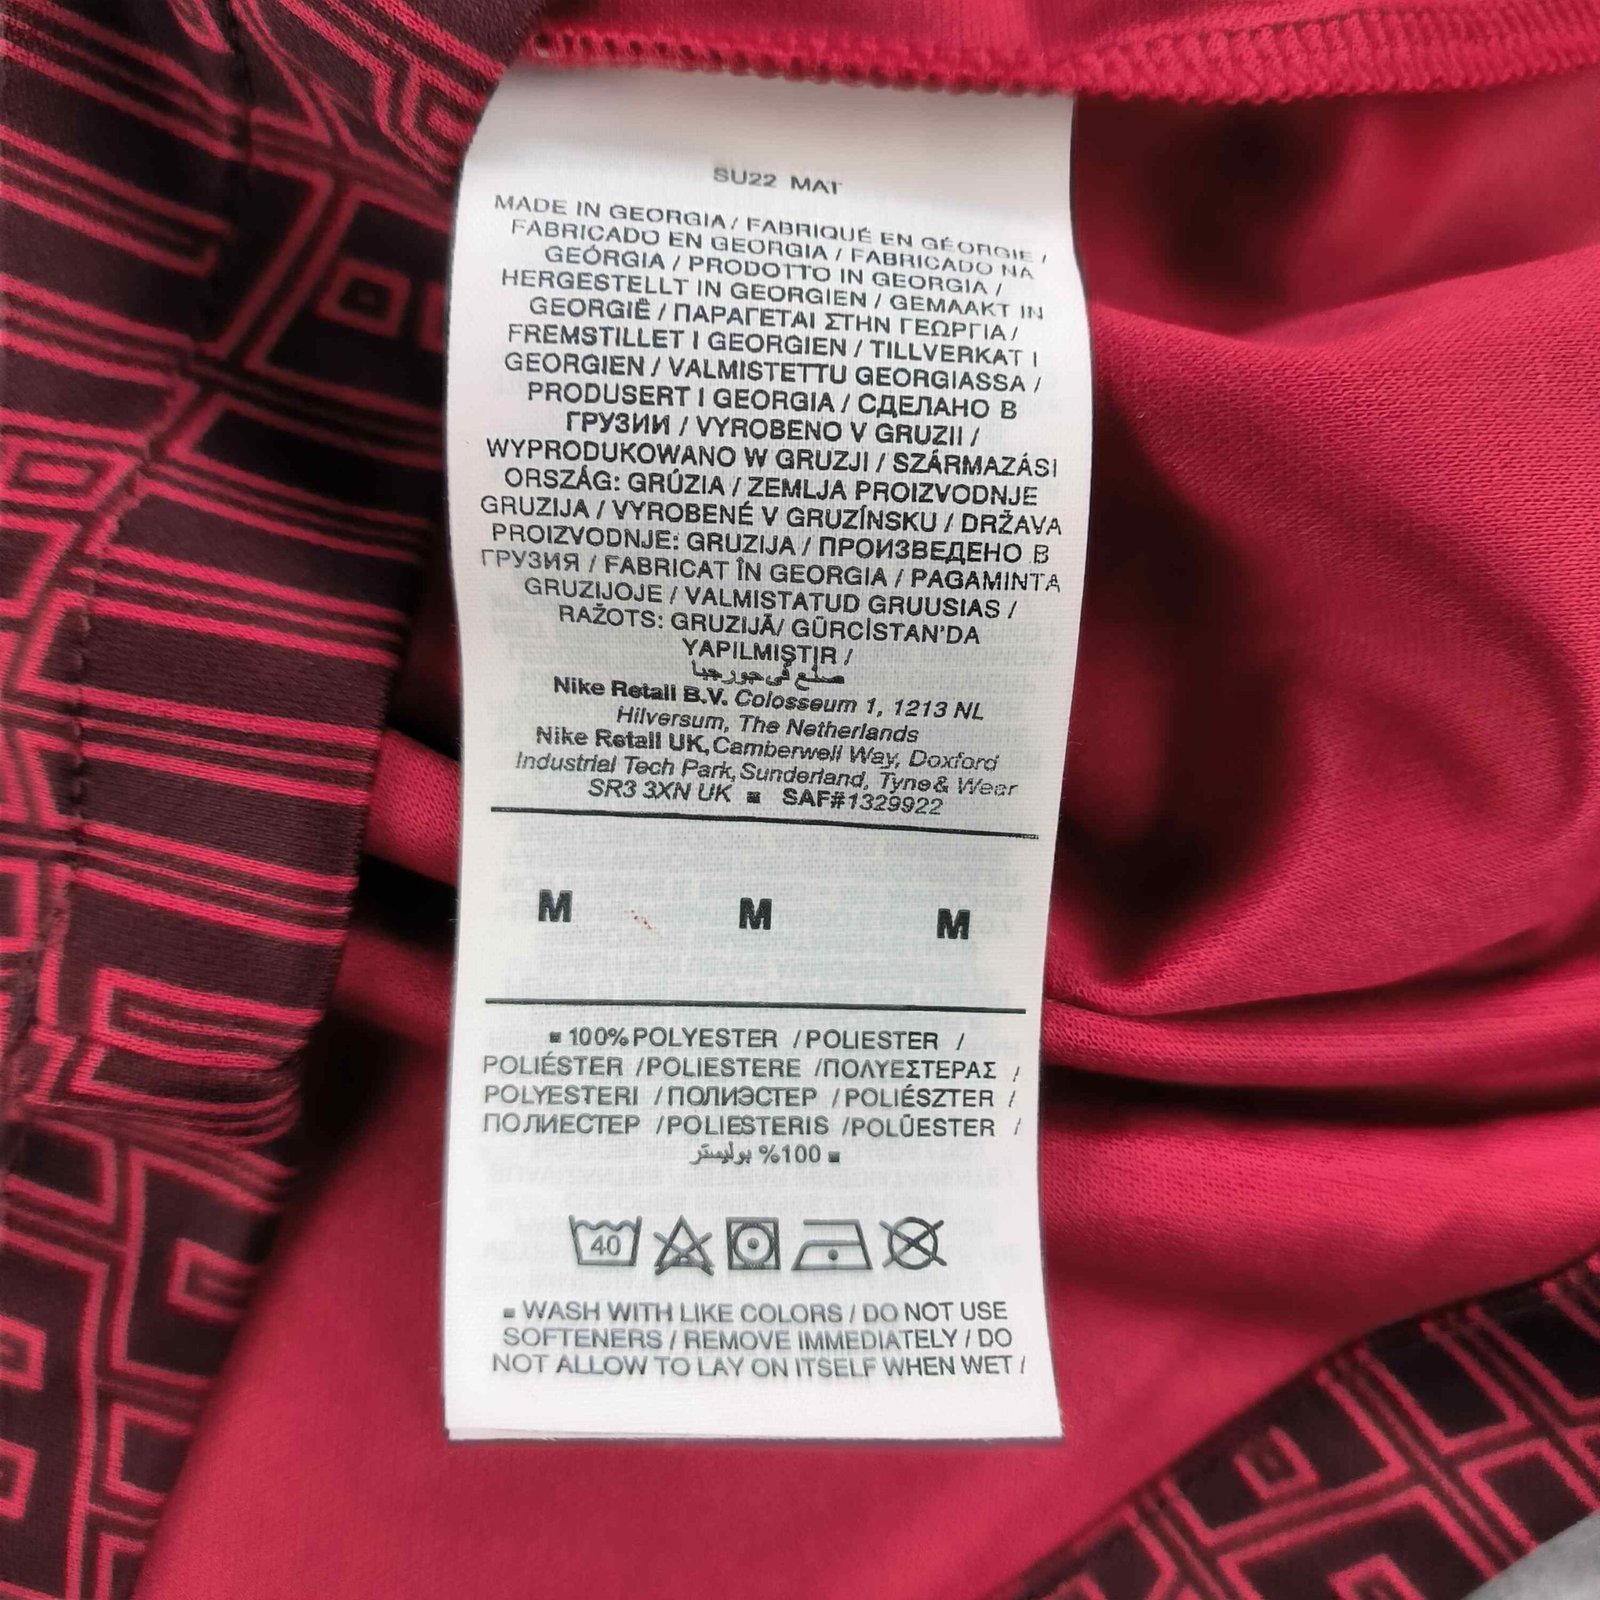 SU22 MAT
MADE IN GEORGIA / FABRIQUÉ EN GÉORGIE /
FABRICADO EN GEORGIA / FABRICADO NA
GEÓRGIA / PRODOTTO IN GEORGIA /
HERGESTELLT IN GEORGIEN / GEMAAKT IN
GEORGIË / ΠΑΡΑΓΕΤΑΙ ΣΤΗΝ ΓΕΩΡΓΙΑ /
FREMSTILLET I GEORGIEN / TILLVERKAT I
GEORGIEN / VALMISTETTU GEORGIASSA /
PRODUSERT I GEORGIA / СДЕЛАНО В
ГРУЗИИ / VYROBENO V GRUZII /
WYPRODUKOWANO W GRUZJI / SZÁRMAZÁSI
ORSZÁG: GRÚZIA / ZEMLJA PROIZVODNJE
GRUZIJA / VYROBENÉ V GRUZÍNSKU / DRŽAVA
PROIZVODNJE: GRUZIJA / ПРОИЗВЕДЕНО В
ГРУЗИЯ / FABRICAT ÎN GEORGIA / PAGAMINTA
GRUZIJOJE / VALMISTATUD GRUUSIAS /
RAŽOTS: GRUZIJĀ/ GÜRCİSTAN'DA
YAPILMIŞTIR /
صنع في جورجيا
Nike Retail B.V. Colosseum 1, 1213 NL
Hilversum, The Netherlands
Nike Retail UK, Camberwell Way, Doxford
Industrial Tech Park, Sunderland, Tyne & Wear
SR3 3XN UK ■ SAF#1329922
M M M
■ 100% POLYESTER / POLIESTER /
POLIÉSTER / POLIESTERE / ΠΟΛΥΕΣΤΕΡΑΣ /
POLYESTERI / ПОЛИЭСТЕР / POLIÉSZTER /
ПОЛИЕСТЕР / POLIESTERIS / POLÜESTER /
■ 100% بوليستر
40
■ WASH WITH LIKE COLORS / DO NOT USE
SOFTENERS / REMOVE IMMEDIATELY / DO
NOT ALLOW TO LAY ON ITSELF WHEN WET /